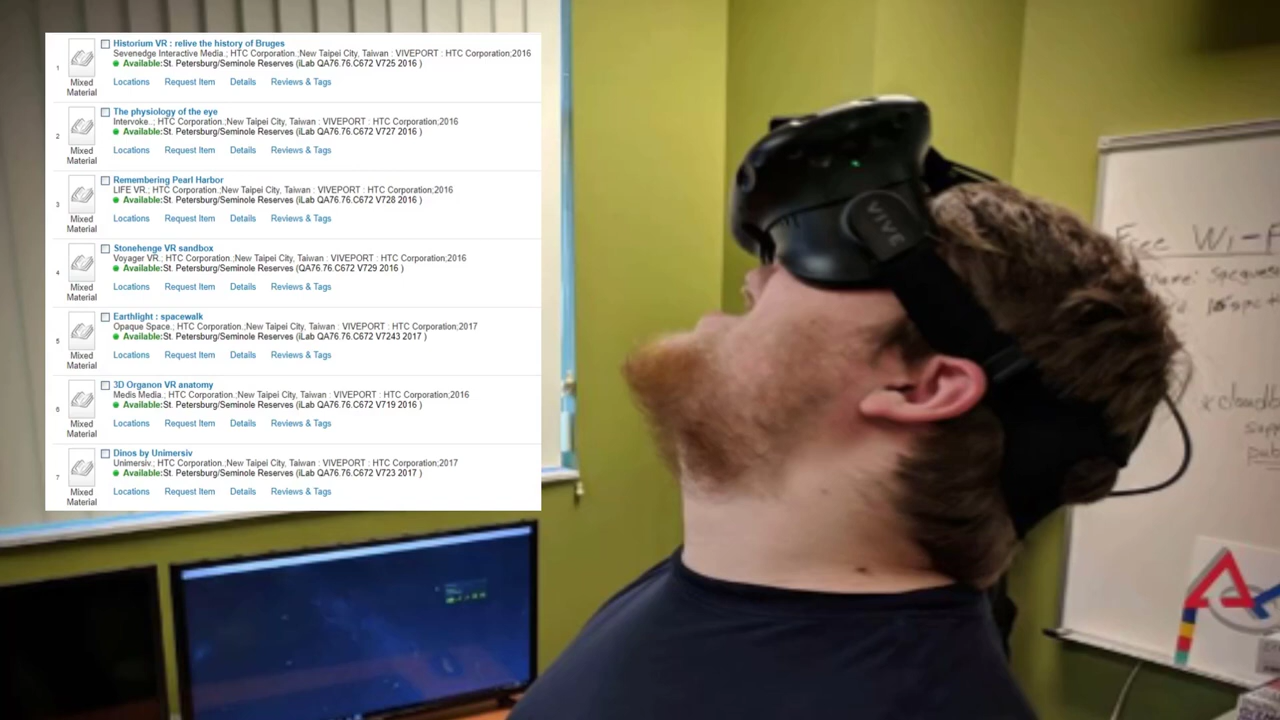 1
Historium VR : relive the history of Bruges
Sevenedge Interactive Media.; HTC Corporation.;New Taipei City, Taiwan : VIVEPORT : HTC Corporation;2016
Available:St. Petersburg/Seminole Reserves (iLab QA76.76.C672 V725 2016 )
Mixed Material
Locations Request Item Details Reviews & Tags
2
The physiology of the eye
Intervoke.; HTC Corporation.;New Taipei City, Taiwan : VIVEPORT : HTC Corporation;2016
Available:St. Petersburg/Seminole Reserves (iLab QA76.76.C672 V727 2016 )
Mixed Material
Locations Request Item Details Reviews & Tags
3
Remembering Pearl Harbor
LIFE VR.; HTC Corporation.;New Taipei City, Taiwan : VIVEPORT : HTC Corporation;2016
Available:St. Petersburg/Seminole Reserves (iLab QA76.76.C672 V728 2016 )
Mixed Material
Locations Request Item Details Reviews & Tags
4
Stonehenge VR sandbox
Voyager VR.; HTC Corporation.;New Taipei City, Taiwan : VIVEPORT : HTC Corporation;2016
Available:St. Petersburg/Seminole Reserves (QA76.76.C672 V729 2016 )
Mixed Material
Locations Request Item Details Reviews & Tags
5
Earthlight : spacewalk
Opaque Space.; HTC Corporation.;New Taipei City, Taiwan : VIVEPORT : HTC Corporation;2017
Available:St. Petersburg/Seminole Reserves (iLab QA76.76.C672 V7243 2017 )
Mixed Material
Locations Request Item Details Reviews & Tags
6
3D Organon VR anatomy
Medis Media.; HTC Corporation.;New Taipei City, Taiwan : VIVEPORT : HTC Corporation;2016
Available:St. Petersburg/Seminole Reserves (iLab QA76.76.C672 V719 2016 )
Mixed Material
Locations Request Item Details Reviews & Tags
7
Dinos by Unimersiv
Unimersiv.; HTC Corporation.;New Taipei City, Taiwan : VIVEPORT : HTC Corporation;2017
Available:St. Petersburg/Seminole Reserves (iLab QA76.76.C672 V723 2017 )
Mixed Material
Locations Request Item Details Reviews & Tags
VIVE
Free Wi-F